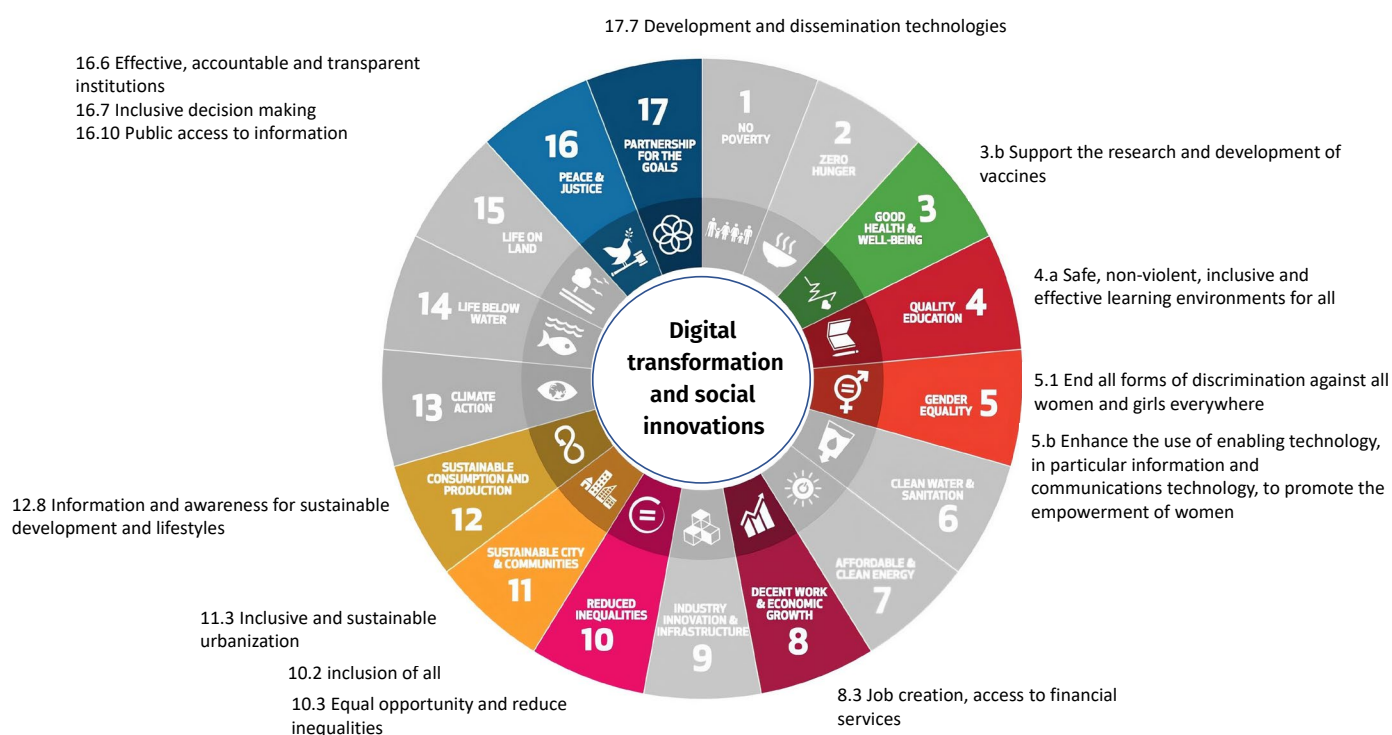 17.7 Development and dissemination technologies
16.6 Effective, accountable and transparent
institutions
16.7 Inclusive decision making
16.10 Public access to information
3.b Support the research and development of
vaccines
4.a Safe, non-violent, inclusive and
effective learning environments for all
5.1 End all forms of discrimination against all
women and girls everywhere
5.b Enhance the use of enabling technology,
in particular information and
communications technology, to promote the
empowerment of women
8.3 Job creation, access to financial
services
10.2 inclusion of all
10.3 Equal opportunity and reduce
inequalities
11.3 Inclusive and sustainable
urbanization
12.8 Information and awareness for sustainable
development and lifestyles
1
NO
POVERTY
2
ZERO
HUNGER
3
GOOD
HEALTH &
WELL-BEING
4
QUALITY
EDUCATION
5
GENDER
EQUALITY
CLEAN WATER &
SANITATION
6
AFFORDABLE &
CLEAN ENERGY
7
DECENT WORK
& ECONOMIC
GROWTH
8
INDUSTRY
INNOVATION &
INFRASTRUCTURE
9
REDUCED
INEQUALITIES
10
SUSTAINABLE CITY
& COMMUNITIES
11
SUSTAINABLE
CONSUMPTION AND
PRODUCTION
12
13
CLIMATE
ACTION
14
LIFE BELOW
WATER
15
LIFE ON
LAND
16
PEACE &
JUSTICE
17
PARTNERSHIP
FOR THE
GOALS
Digital
transformation
and social
innovations